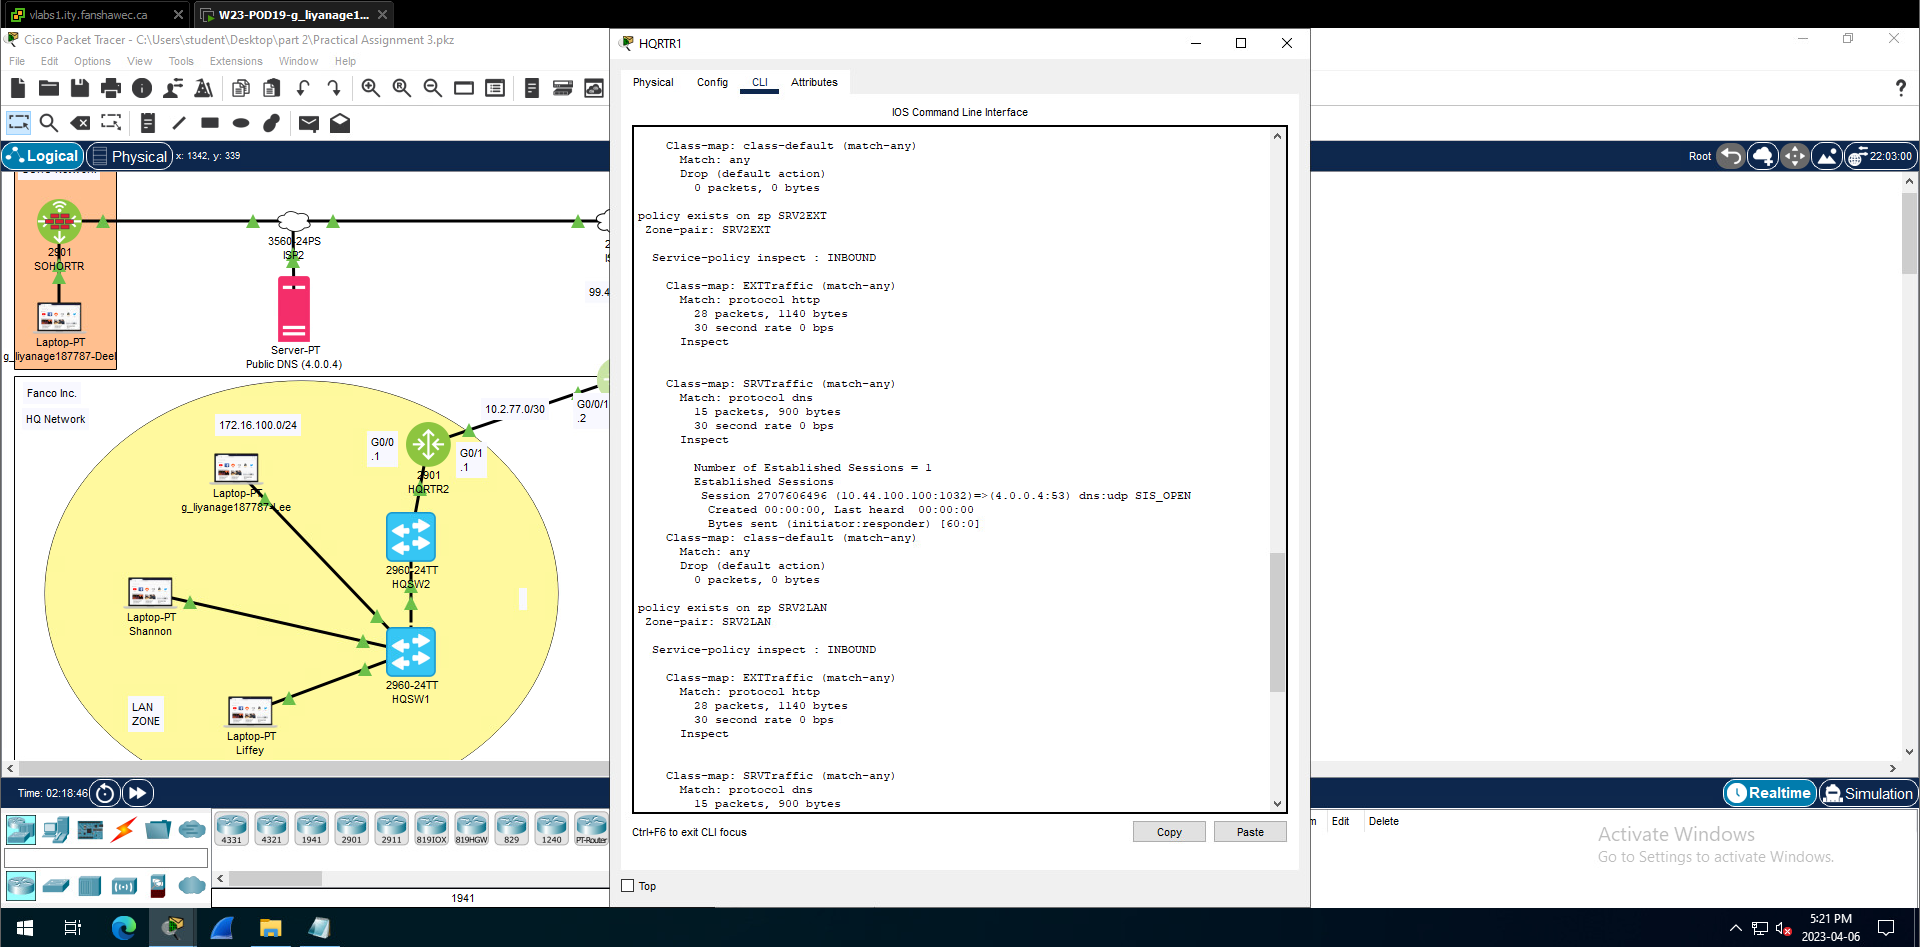 vlabs1.ity.fanshawec.ca
W23-POD19-g_liyanage1...
Cisco Packet Tracer - C:\Users\student\Desktop\part 2\Practical Assignment 3.pkz
File Edit Options View Tools Extensions Window Help
Logical
Physical
x: 1342, y: 339
Root
22:03:00
2901
SOHORTR
Laptop-PT
g_liyanage187787-Deel
3560-24PS
ISP2
Server-PT
Public DNS (4.0.0.4)
99.4
Fanco Inc.
HQ Network
172.16.100.0/24
10.2.77.0/30
G0/0/1
.2
G0/0
.1
G0/1
.1
2901
HQRTR2
Laptop-PT
g_liyanage187787-Lee
2960-24TT
HQSW2
Laptop-PT
Shannon
2960-24TT
HQSW1
LAN
ZONE
Laptop-PT
Liffey
Time: 02:18:46
Realtime
Simulation
4331
4321
1941
2901
2911
819IOX
819HGW
829
1240
PT-Router
1941
HQRTR1
Physical Config CLI Attributes
IOS Command Line Interface
Class-map: class-default (match-any)
Match: any
Drop (default action)
0 packets, 0 bytes
policy exists on zp SRV2EXT
Zone-pair: SRV2EXT
Service-policy inspect : INBOUND
Class-map: EXTTraffic (match-any)
Match: protocol http
28 packets, 1140 bytes
30 second rate 0 bps
Inspect
Class-map: SRVTraffic (match-any)
Match: protocol dns
15 packets, 900 bytes
30 second rate 0 bps
Inspect
Number of Established Sessions = 1
Established Sessions
Session 2707606496 (10.44.100.100:1032)=>(4.0.0.4:53) dns:udp SIS_OPEN
Created 00:00:00, Last heard 00:00:00
Bytes sent (initiator:responder) [60:0]
Class-map: class-default (match-any)
Match: any
Drop (default action)
0 packets, 0 bytes
policy exists on zp SRV2LAN
Zone-pair: SRV2LAN
Service-policy inspect : INBOUND
Class-map: EXTTraffic (match-any)
Match: protocol http
28 packets, 1140 bytes
30 second rate 0 bps
Inspect
Class-map: SRVTraffic (match-any)
Match: protocol dns
15 packets, 900 bytes
Ctrl+F6 to exit CLI focus
Copy
Paste
Top
Edit
Delete
Activate Windows
Go to Settings to activate Windows.
5:21 PM
2023-04-06